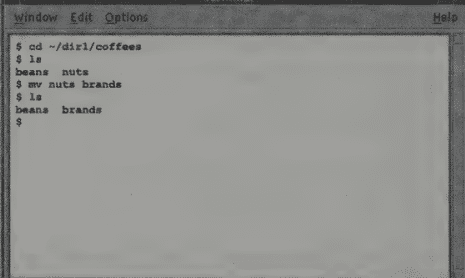 Window Edit Options Help
$ cd ~/dir1/coffees
$ ls
beans nuts
$ mv nuts brands
$ ls
beans brands
$